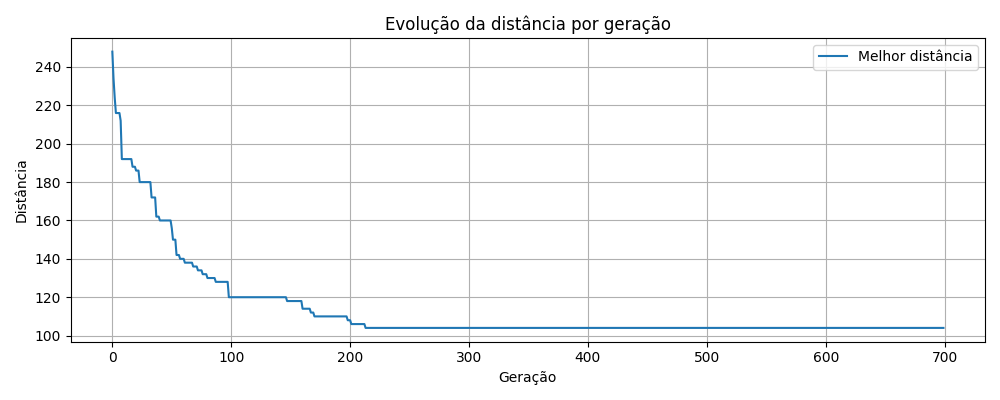 Evolução da distância por geração
Melhor distância
240
220
200
180
160
140
120
100
Distância
0 100 200 300 400 500 600 700
Geração